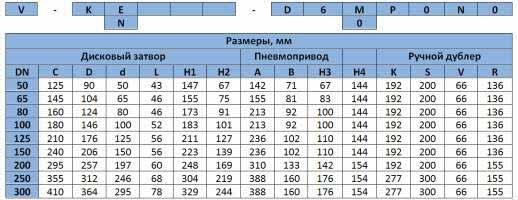 V - K E - D 6 M P 0 N 0
N 0
Размеры, мм
Дисковый затвор Пневмопривод Ручной дублер
DN C D d L H1 H2 A B H3 H4 K S V R
50 125 90 50 43 147 67 142 71 67 144 192 200 66 136
65 145 104 65 46 155 75 155 81 83 144 192 200 66 136
80 160 124 80 46 173 91 213 92 100 144 192 200 66 136
100 180 146 100 52 183 101 213 92 100 144 192 200 66 136
125 210 176 125 56 211 127 236 102 110 144 192 200 66 136
150 240 206 150 56 223 139 236 102 110 144 192 200 66 136
200 295 257 197 60 248 169 310 133 142 154 192 200 66 155
250 355 312 246 68 304 219 388 160 176 154 277 300 66 155
300 410 364 295 78 329 244 388 160 176 154 277 300 66 155